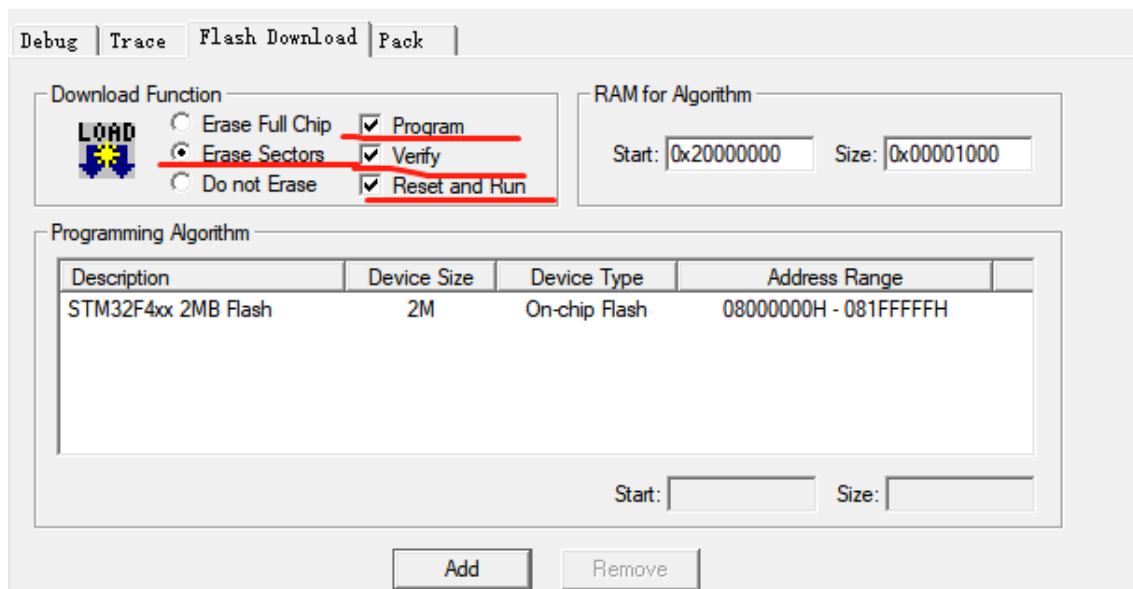 Debug Trace Flash Download Pack
Download Function
LOAD
Erase Full Chip Program
Erase Sectors Verify
Do not Erase Reset and Run
RAM for Algorithm
Start: 0x20000000 Size: 0x00001000
Programming Algorithm
Description Device Size Device Type Address Range
STM32F4xx 2MB Flash 2M On-chip Flash 08000000H - 081FFFFFH
Start: Size:
Add Remove